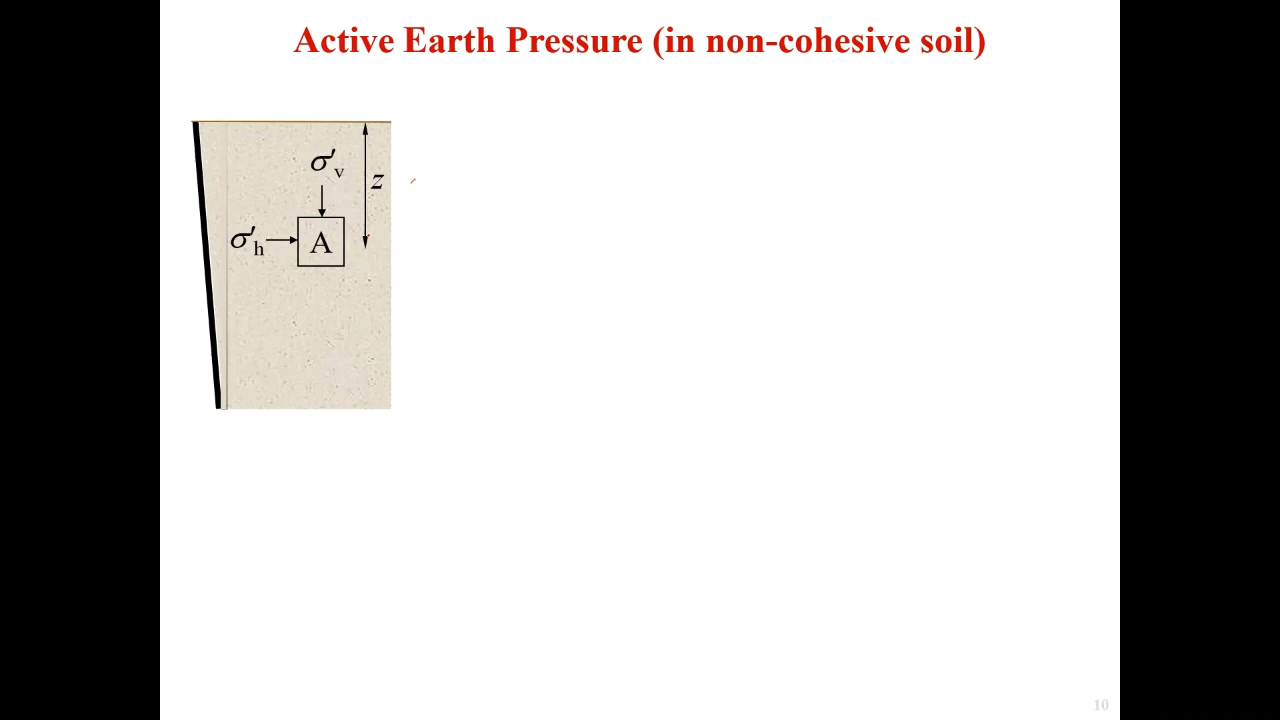 Active Earth Pressure (in non-cohesive soil)
σ′v
z
σ′h
A
10